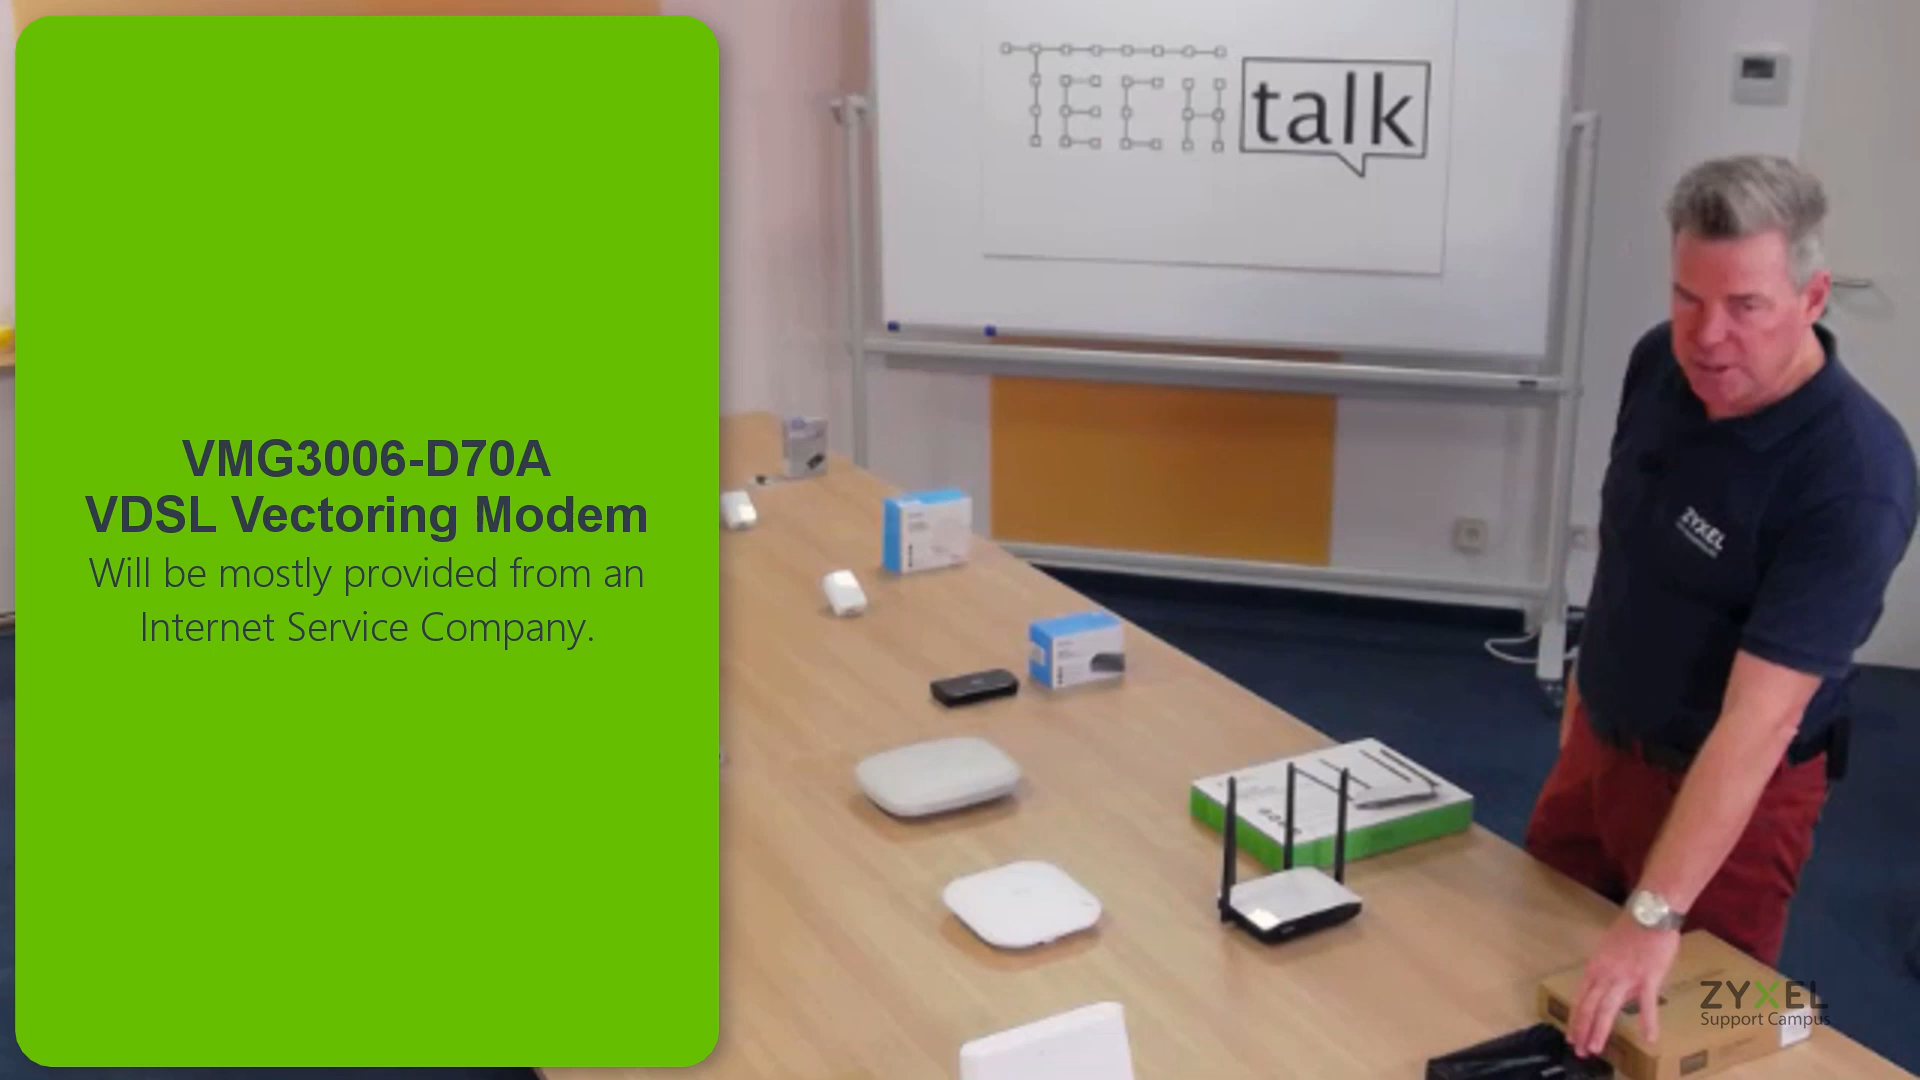 TECH talk
VMG3006-D70A
VDSL Vectoring Modem
Will be mostly provided from an
Internet Service Company.
ZYXEL
ZYXEL
Support Campus